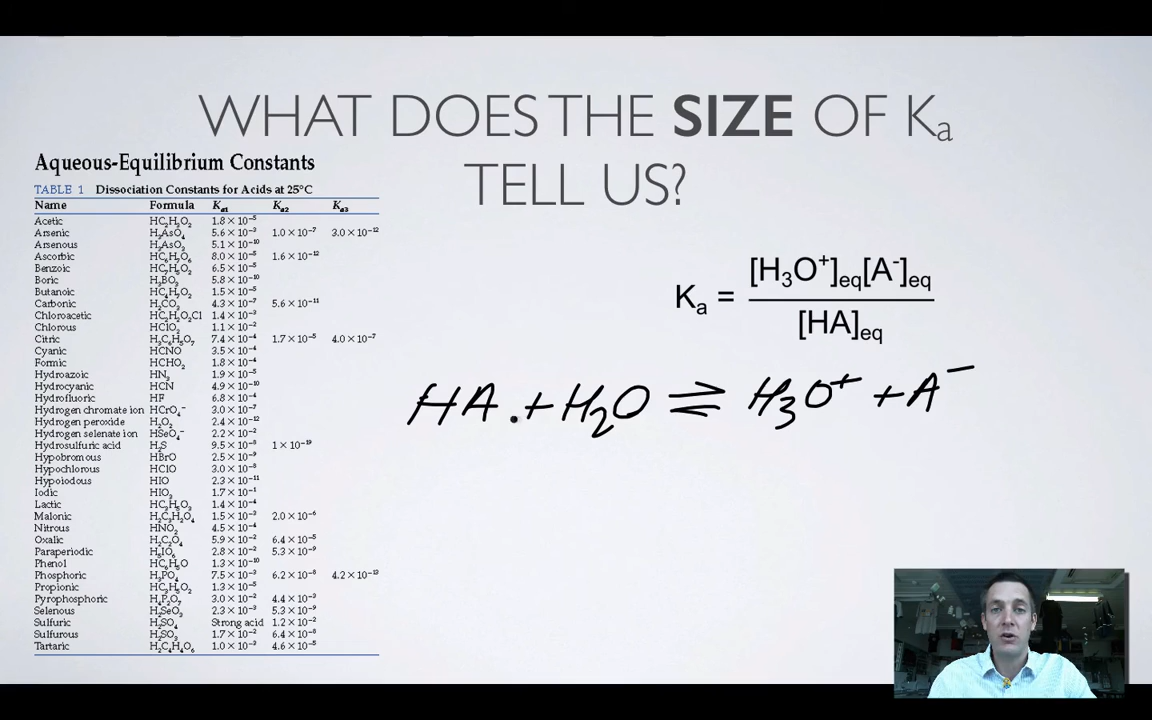 WHAT DOES THE SIZE OF Kₐ
TELL US?
Aqueous-Equilibrium Constants
TABLE 1 Dissociation Constants for Acids at 25°C
Name Formula Kₐ₁ Kₐ₂ Kₐ₃
Acetic HC₂H₃O₂ 1.8 × 10⁻⁵
Arsenic H₃AsO₄ 5.6 × 10⁻³ 1.0 × 10⁻⁷ 3.0 × 10⁻¹²
Arsenous H₃AsO₃ 5.1 × 10⁻¹⁰
Ascorbic HC₆H₇O₆ 8.0 × 10⁻⁵ 1.6 × 10⁻¹²
Benzoic HC₇H₅O₂ 6.5 × 10⁻⁵
Boric H₃BO₃ 5.8 × 10⁻¹⁰
Butanoic HC₄H₇O₂ 1.5 × 10⁻⁵
Carbonic H₂CO₃ 4.3 × 10⁻⁷ 5.6 × 10⁻¹¹
Chloroacetic HC₂H₂O₂Cl 1.4 × 10⁻³
Chlorous HClO₂ 1.1 × 10⁻²
Citric H₃C₆H₅O₇ 7.4 × 10⁻⁴ 1.7 × 10⁻⁵ 4.0 × 10⁻⁷
Cyanic HCNO 3.5 × 10⁻⁴
Formic HCHO₂ 1.8 × 10⁻⁴
Hydroazoic HN₃ 1.9 × 10⁻⁵
Hydrocyanic HCN 4.9 × 10⁻¹⁰
Hydrofluoric HF 6.8 × 10⁻⁴
Hydrogen chromate ion HCrO₄⁻ 3.0 × 10⁻⁷
Hydrogen peroxide H₂O₂ 2.4 × 10⁻¹²
Hydrogen selenate ion HSeO₄⁻ 2.2 × 10⁻²
Hydrosulfuric acid H₂S 9.5 × 10⁻⁸ 1 × 10⁻¹⁹
Hypobromous HBrO 2.5 × 10⁻⁹
Hypochlorous HClO 3.0 × 10⁻⁸
Hypoiodous HIO 2.3 × 10⁻¹¹
Iodic HIO₃ 1.7 × 10⁻¹
Lactic HC₃H₅O₃ 1.4 × 10⁻⁴
Malonic H₂C₃H₂O₄ 1.5 × 10⁻³ 2.0 × 10⁻⁶
Nitrous HNO₂ 4.5 × 10⁻⁴
Oxalic H₂C₂O₄ 5.9 × 10⁻² 6.4 × 10⁻⁵
Paraperiodic H₅IO₆ 2.8 × 10⁻² 5.3 × 10⁻⁹
Phenol HC₆H₅O 1.3 × 10⁻¹⁰
Phosphoric H₃PO₄ 7.5 × 10⁻³ 6.2 × 10⁻⁸ 4.2 × 10⁻¹³
Propionic HC₃H₅O₂ 1.3 × 10⁻⁵
Pyrophosphoric H₄P₂O₇ 3.0 × 10⁻² 4.4 × 10⁻³
Selenous H₂SeO₃ 2.3 × 10⁻³ 5.3 × 10⁻⁹
Sulfuric H₂SO₄ Strong acid 1.2 × 10⁻²
Sulfurous H₂SO₃ 1.7 × 10⁻² 6.4 × 10⁻⁸
Tartaric H₂C₄H₄O₆ 1.0 × 10⁻³ 4.6 × 10⁻⁵
[H₃O⁺]eq[A⁻]eq
Kₐ =
[HA]eq
HA + H₂O ⇌ H₃O⁺ + A⁻